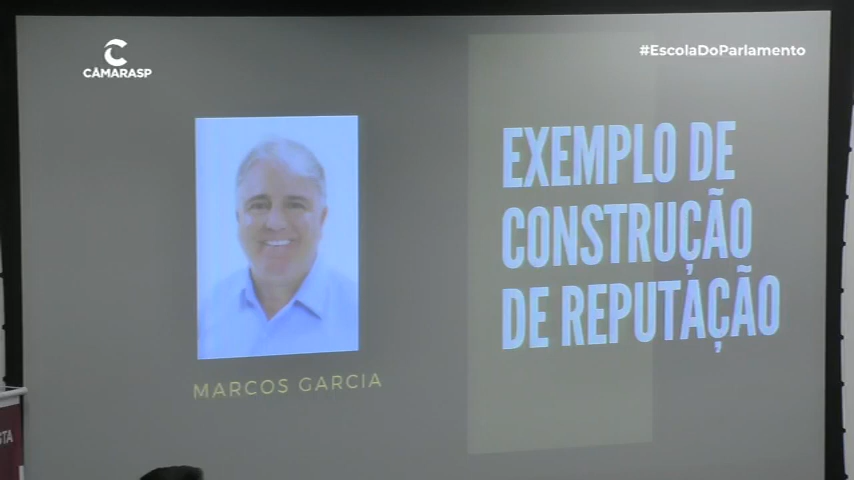 CÂMARASP
#EscolaDoParlamento
EXEMPLO DE
CONSTRUÇÃO
DE REPUTAÇÃO
MARCOS GARCIA